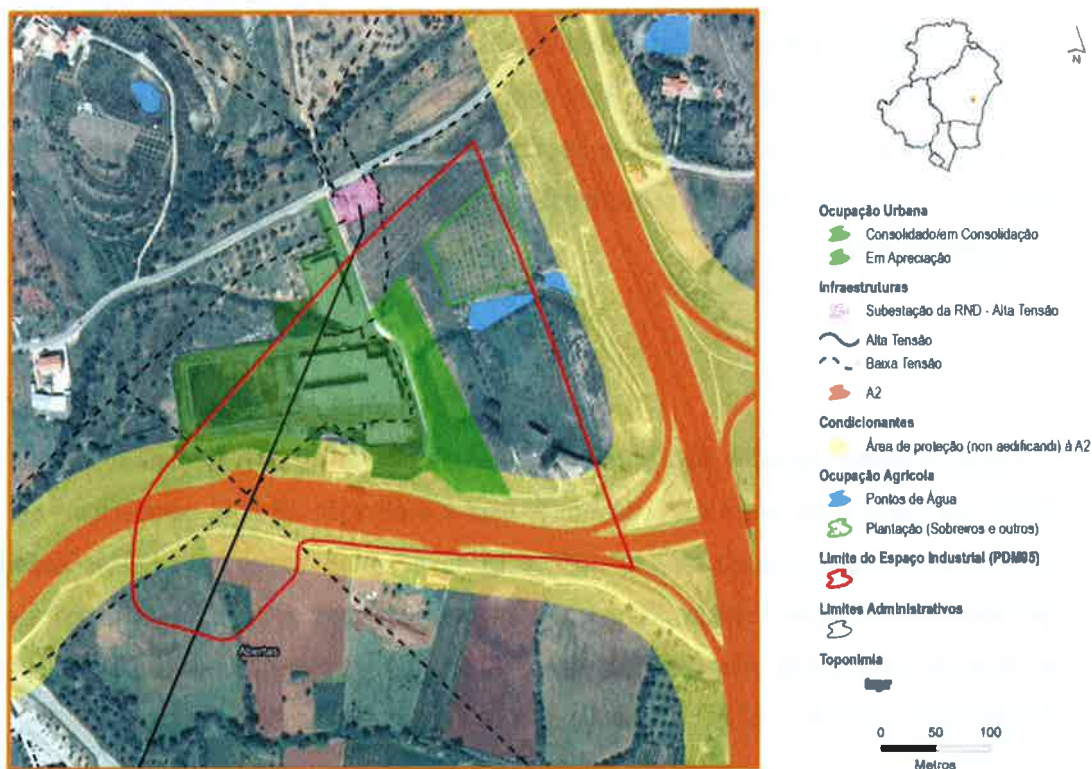 N
Ocupação Urbana
Consolidado/em Consolidação
Em Apreciação
Infraestruturas
Subestação da RND - Alta Tensão
Alta Tensão
Baixa Tensão
A2
Condicionantes
Área de proteção (non aedificandi) à A2
Ocupação Agrícola
Pontos de Água
Plantação (Sobreiros e outros)
Limite do Espaço Industrial (PDM95)
Limites Administrativos
Toponimia
0 50 100
Metros